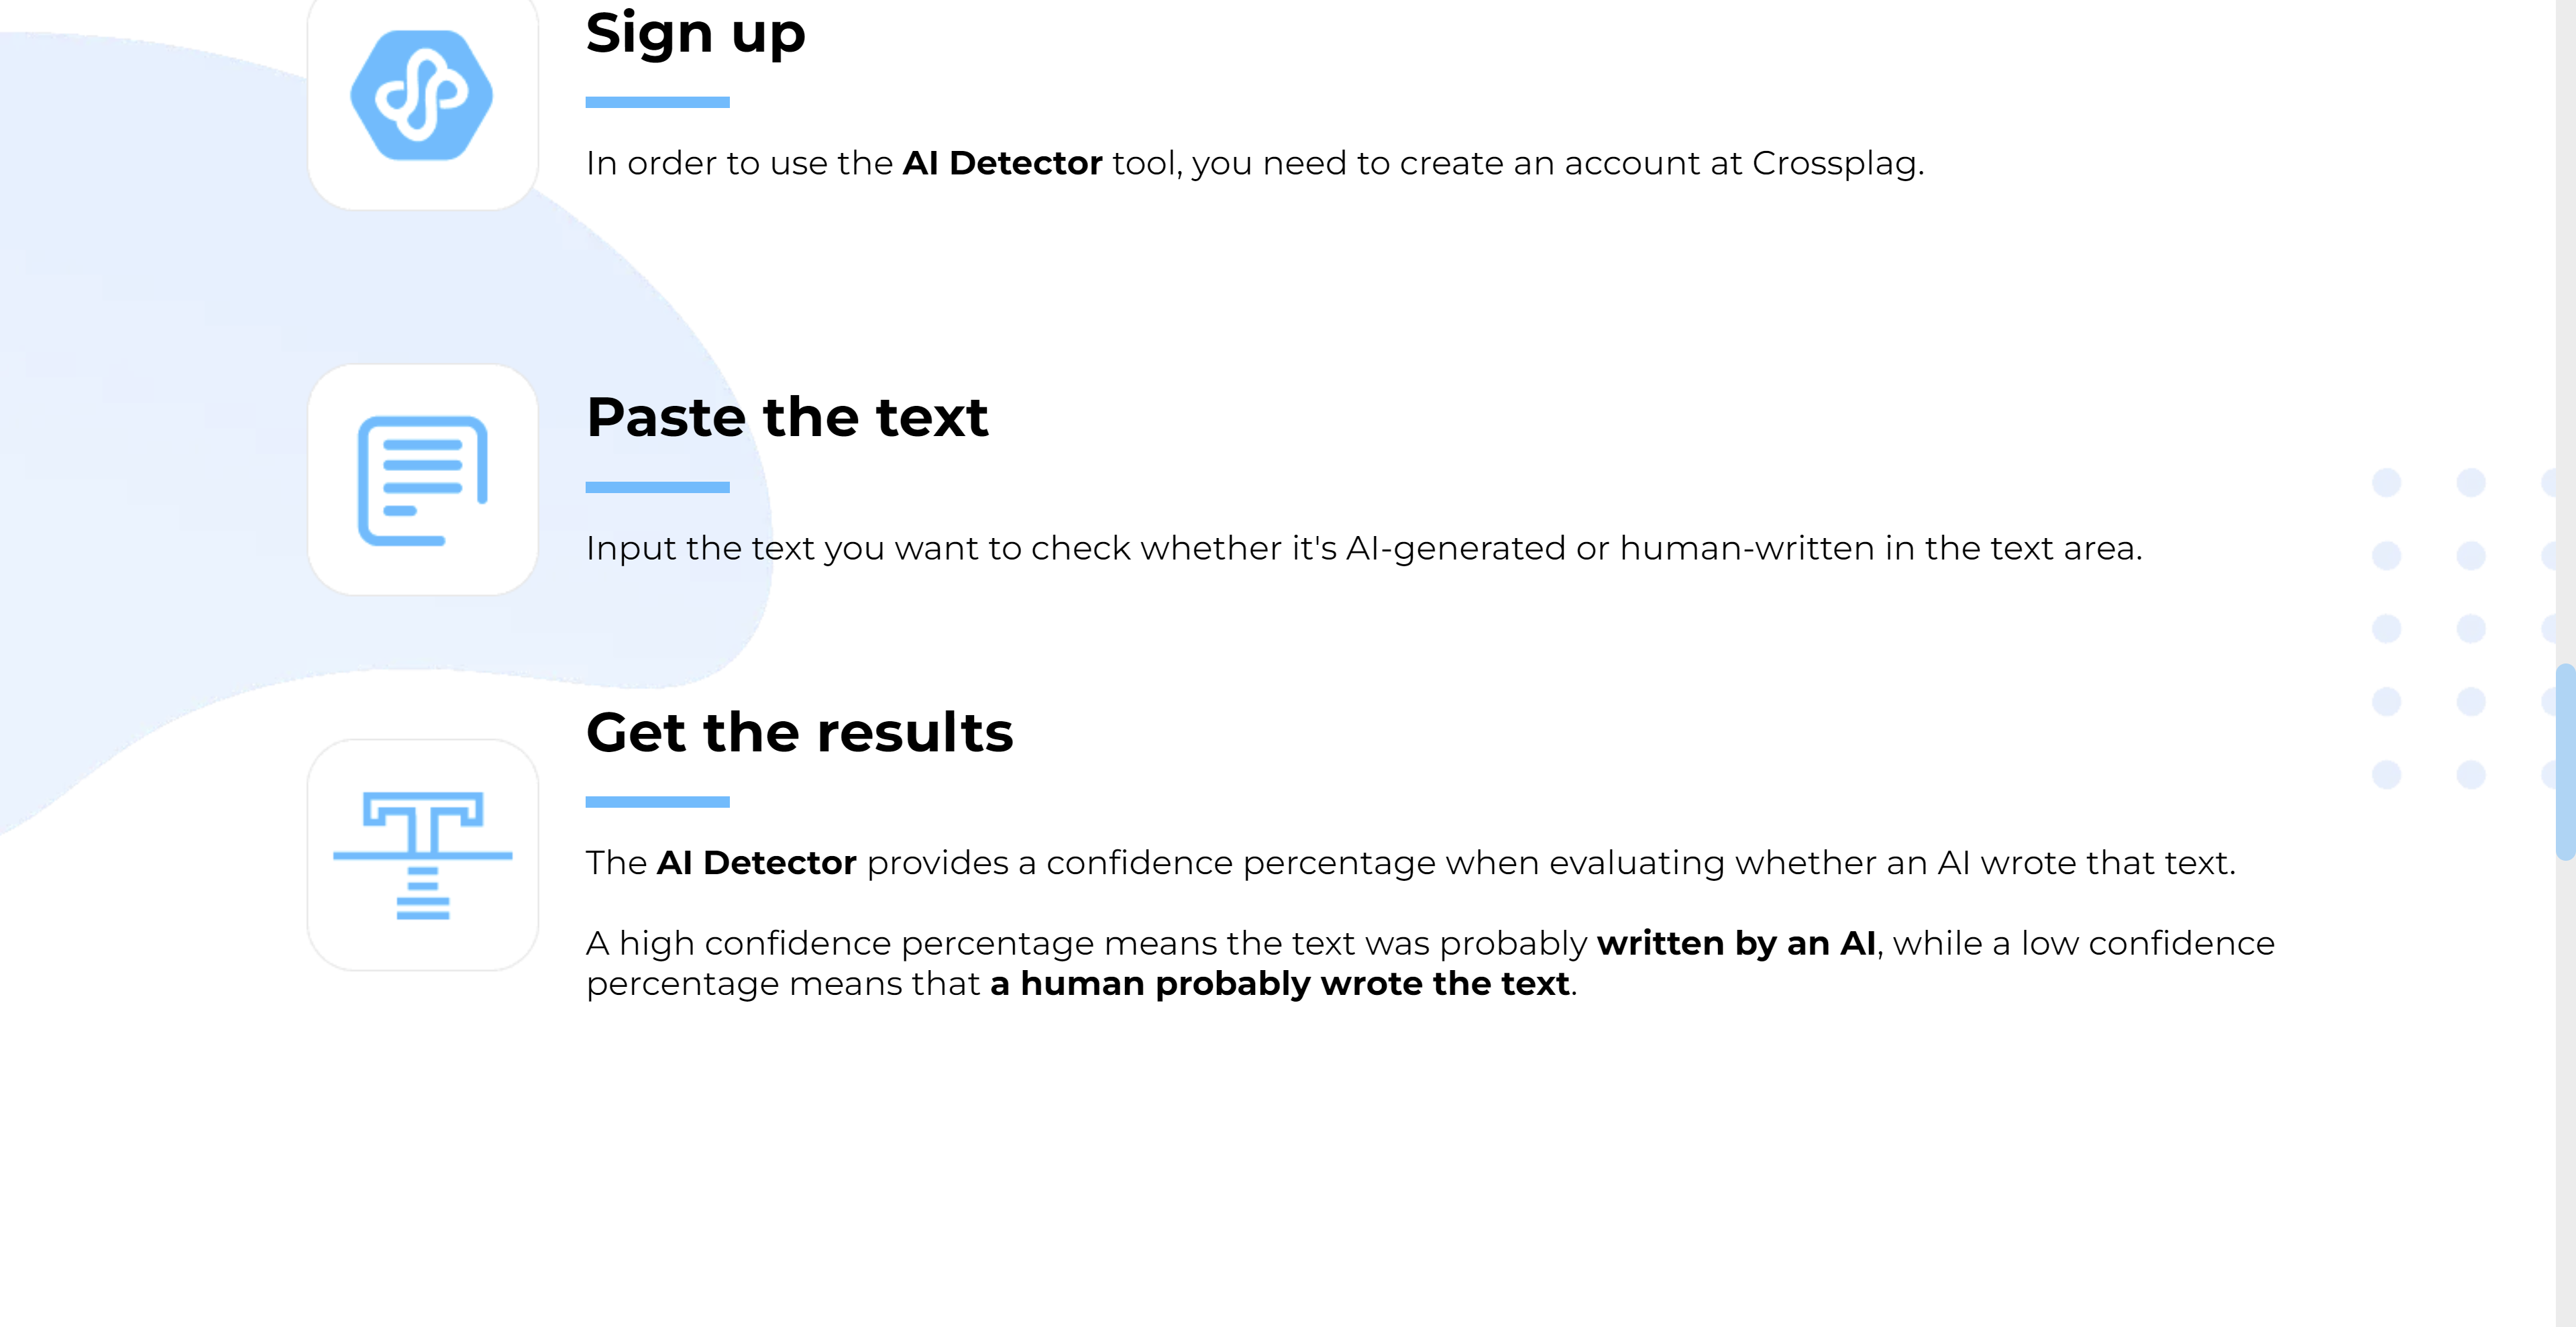 Sign up
In order to use the AI Detector tool, you need to create an account at Crossplag.
Paste the text
Input the text you want to check whether it's AI-generated or human-written in the text area.
Get the results
The AI Detector provides a confidence percentage when evaluating whether an AI wrote that text.
A high confidence percentage means the text was probably written by an AI, while a low confidence
percentage means that a human probably wrote the text.